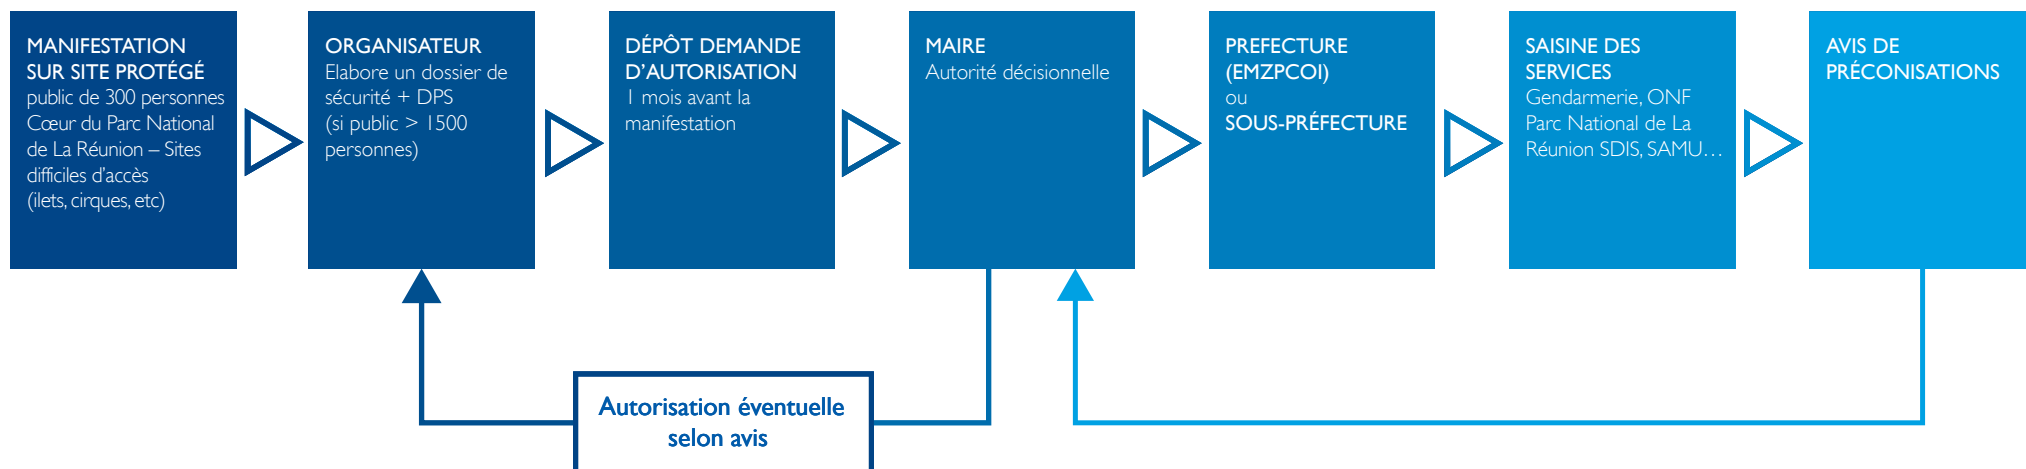 MANIFESTATION
SUR SITE PROTÉGÉ
public de 300 personnes
Cœur du Parc National
de La Réunion – Sites
difficiles d'accès
(ilets, cirques, etc)
ORGANISATEUR
Elabore un dossier de
sécurité + DPS
(si public > 1500
personnes)
DÉPÔT DEMANDE
D'AUTORISATION
1 mois avant la
manifestation
MAIRE
Autorité décisionnelle
PREFECTURE
(EMZPCOI)
ou
SOUS-PRÉFECTURE
SAISINE DES
SERVICES
Gendarmerie, ONF
Parc National de La
Réunion SDIS, SAMU…
AVIS DE
PRÉCONISATIONS
Autorisation éventuelle
selon avis